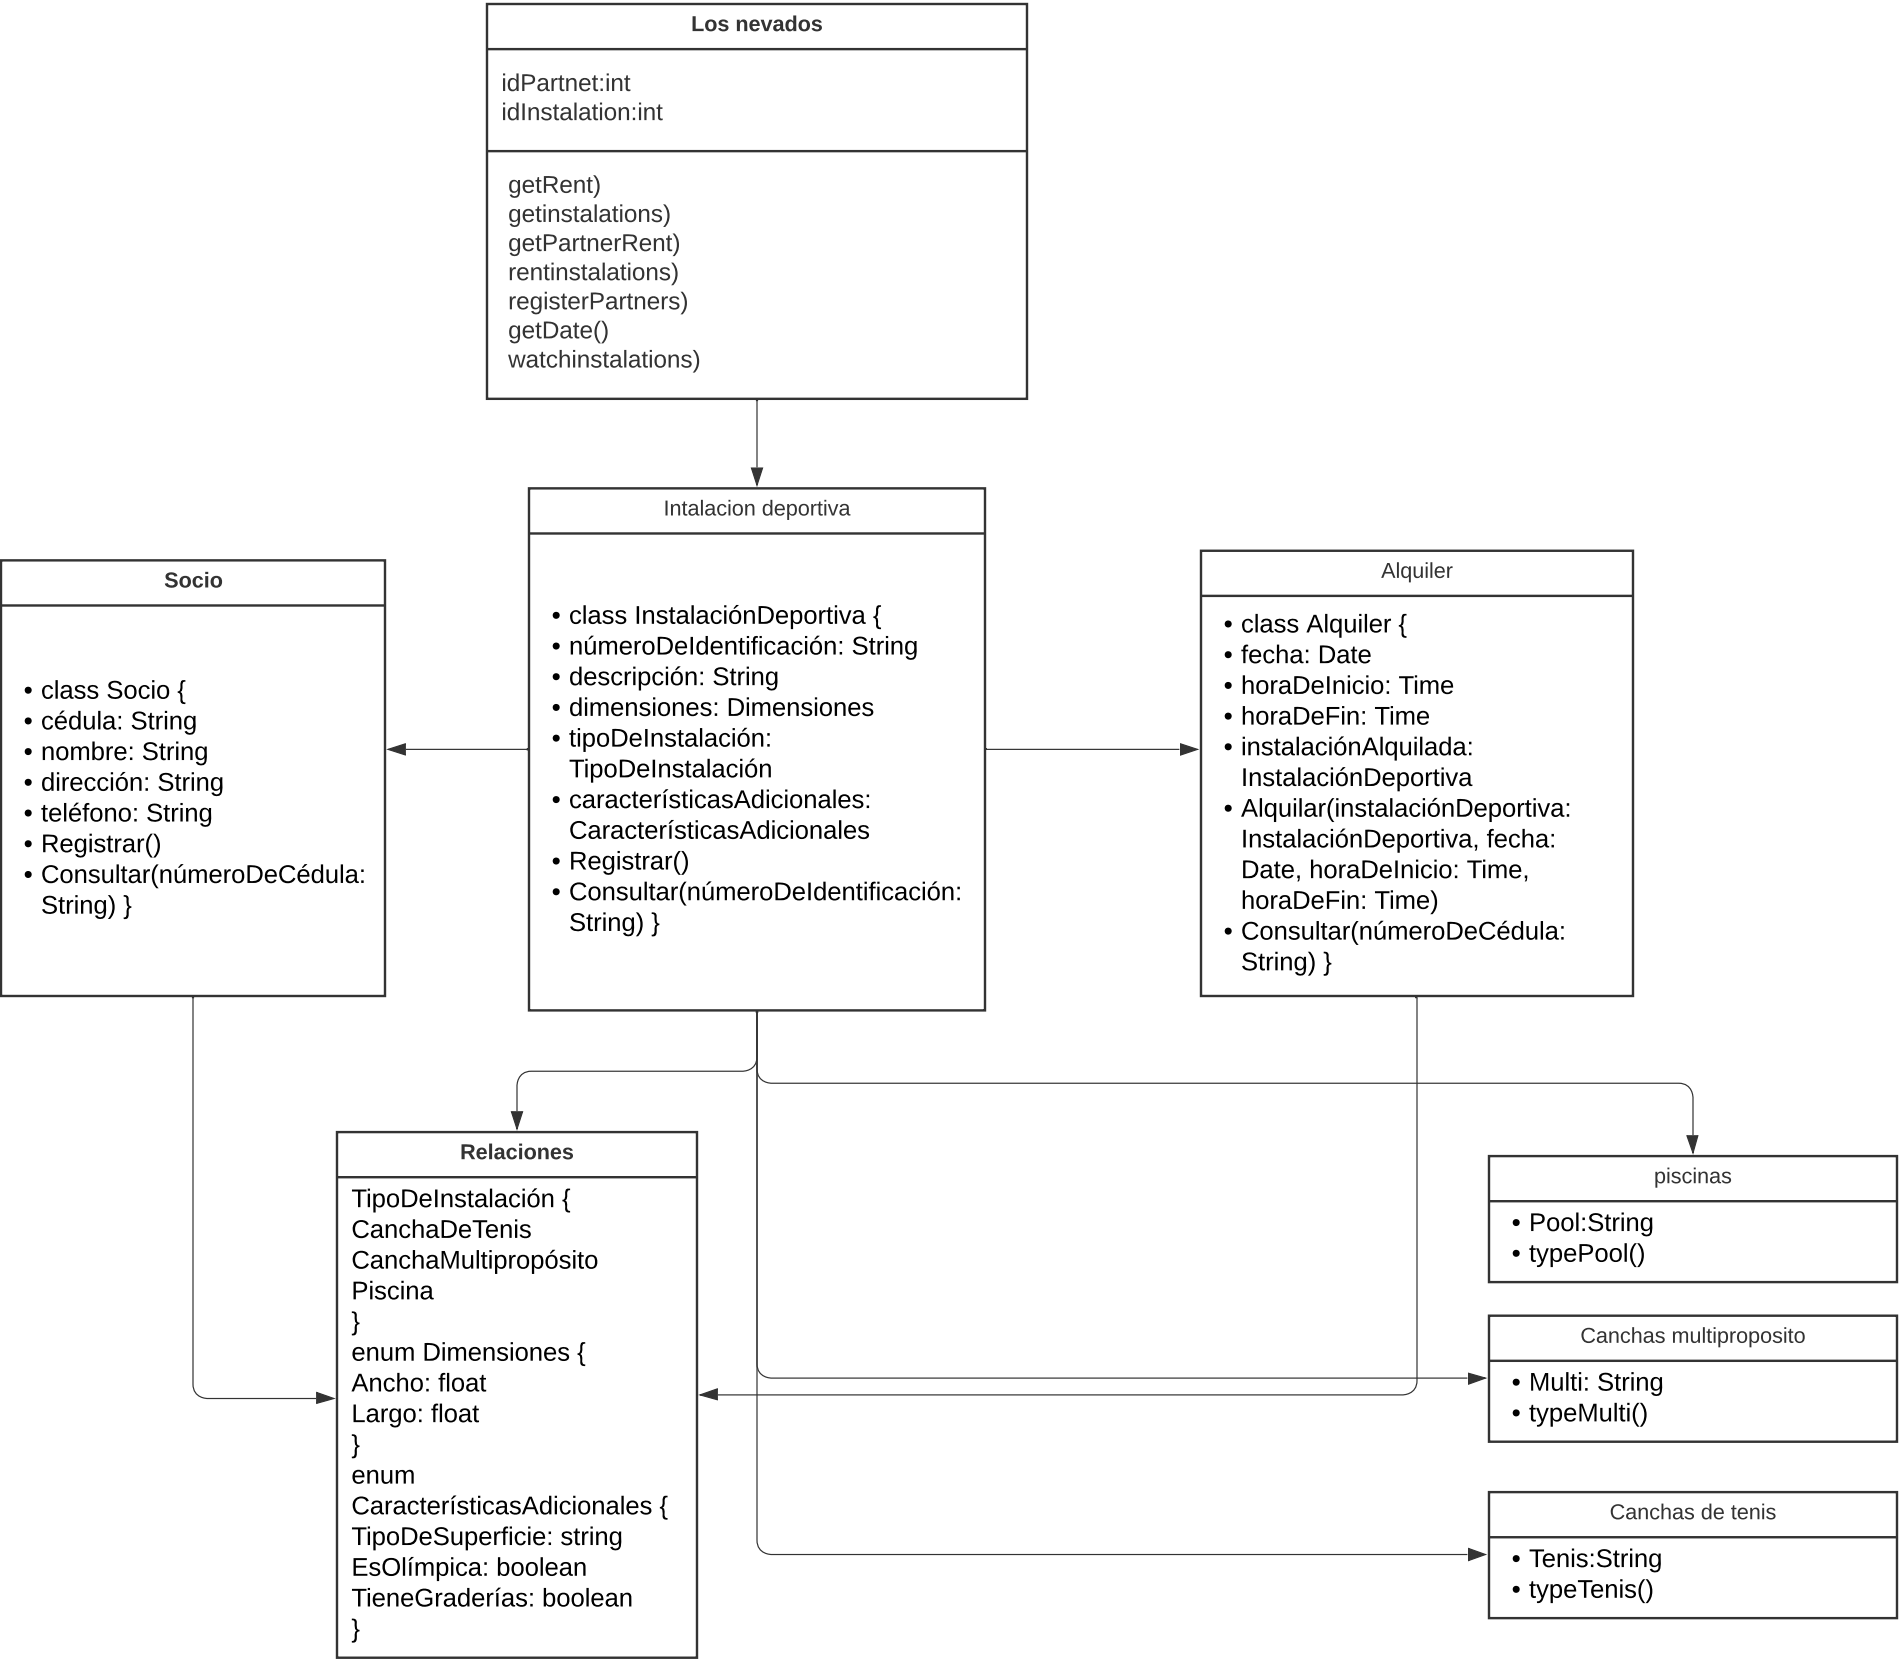 Los nevados
idPartnet:int
idInstalation:int
getRent)
getinstalations)
getPartnerRent)
rentinstalations)
registerPartners)
getDate()
watchinstalations)
Intalacion deportiva
• class InstalaciónDeportiva {
• númeroDeIdentificación: String
• descripción: String
• dimensiones: Dimensiones
• tipoDeInstalación:
TipoDeInstalación
• característicasAdicionales:
CaracterísticasAdicionales
• Registrar()
• Consultar(númeroDeIdentificación:
String) }
Socio
• class Socio {
• cédula: String
• nombre: String
• dirección: String
• teléfono: String
• Registrar()
• Consultar(númeroDeCédula:
String) }
Alquiler
• class Alquiler {
• fecha: Date
• horaDeInicio: Time
• horaDeFin: Time
• instalaciónAlquilada:
InstalaciónDeportiva
• Alquilar(instalaciónDeportiva:
InstalaciónDeportiva, fecha:
Date, horaDeInicio: Time,
horaDeFin: Time)
• Consultar(númeroDeCédula:
String) }
Relaciones
TipoDeInstalación {
CanchaDeTenis
CanchaMultipropósito
Piscina
}
enum Dimensiones {
Ancho: float
Largo: float
}
enum
CaracterísticasAdicionales {
TipoDeSuperficie: string
EsOlímpica: boolean
TieneGraderías: boolean
}
piscinas
• Pool:String
• typePool()
Canchas multiproposito
• Multi: String
• typeMulti()
Canchas de tenis
• Tenis:String
• typeTenis()